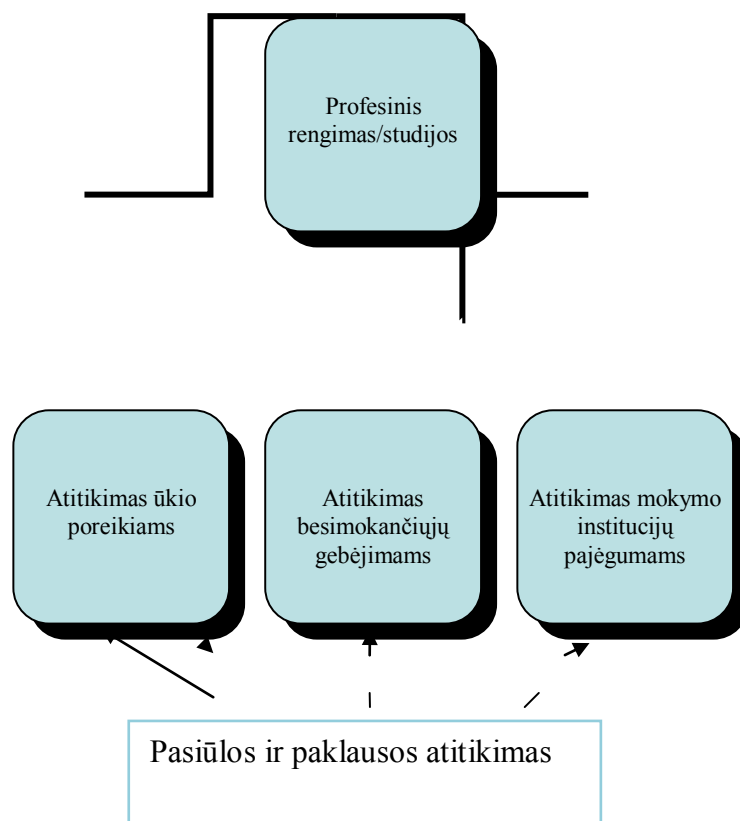 Profesinis
rengimas/studijos
Atitikimas ūkio
poreikiams
Atitikimas
besimokančiųjų
gebėjimams
Atitikimas mokymo
institucijų
pajėgumams
Pasiūlos ir paklausos atitikimas